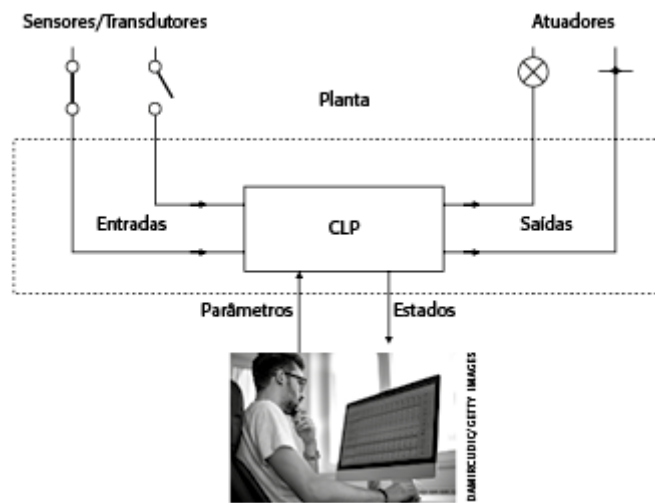 Sensores/Transdutores
Atuadores
Planta
Entradas
CLP
Saídas
Parâmetros
Estados
DAMIRCUDIC/GETTY IMAGES